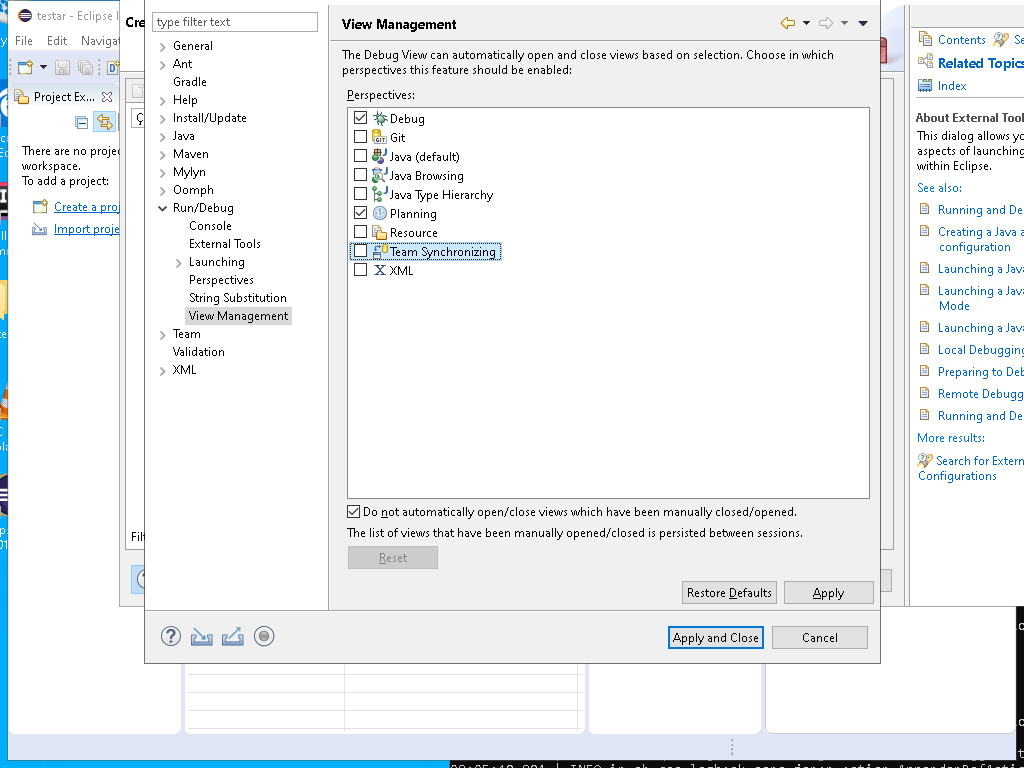 testar - Eclipse I
File Edit Navigat
Project Ex...
There are no proje
workspace.
To add a project:
Create a proj
Import proje
Cre
type filter text
General
Ant
Gradle
Help
Install/Update
Java
Maven
Mylyn
Oomph
Run/Debug
Console
External Tools
Launching
Perspectives
String Substitution
View Management
Team
Validation
XML
View Management
The Debug View can automatically open and close views based on selection. Choose in which
perspectives this feature should be enabled:
Perspectives:
Debug
Git
Java (default)
Java Browsing
Java Type Hierarchy
Planning
Resource
Team Synchronizing
XML
Do not automatically open/close views which have been manually closed/opened.
The list of views that have been manually opened/closed is persisted between sessions.
Reset
Restore Defaults
Apply
Apply and Close
Cancel
Filt
Contents
Se
Related Topics
Index
About External Tool
This dialog allows yo
aspects of launching
within Eclipse.
See also:
Running and De
Creating a Java a
configuration
Launching a Java
Launching a Java
Mode
Launching a Java
Local Debugging
Preparing to Deb
Remote Debugg
Running and De
More results:
Search for Extern
Configurations